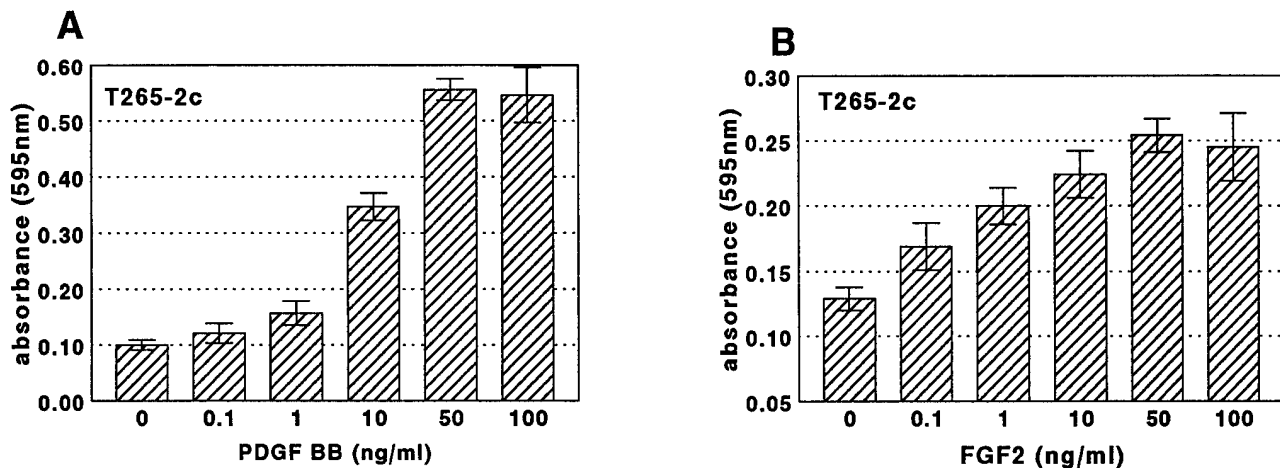 A
T265-2c
absorbance (595nm)
0.60
0.50
0.40
0.30
0.20
0.10
0.00
0 0.1 1 10 50 100
PDGF BB (ng/ml)
B
T265-2c
absorbance (595nm)
0.30
0.25
0.20
0.15
0.10
0.05
0 0.1 1 10 50 100
FGF2 (ng/ml)